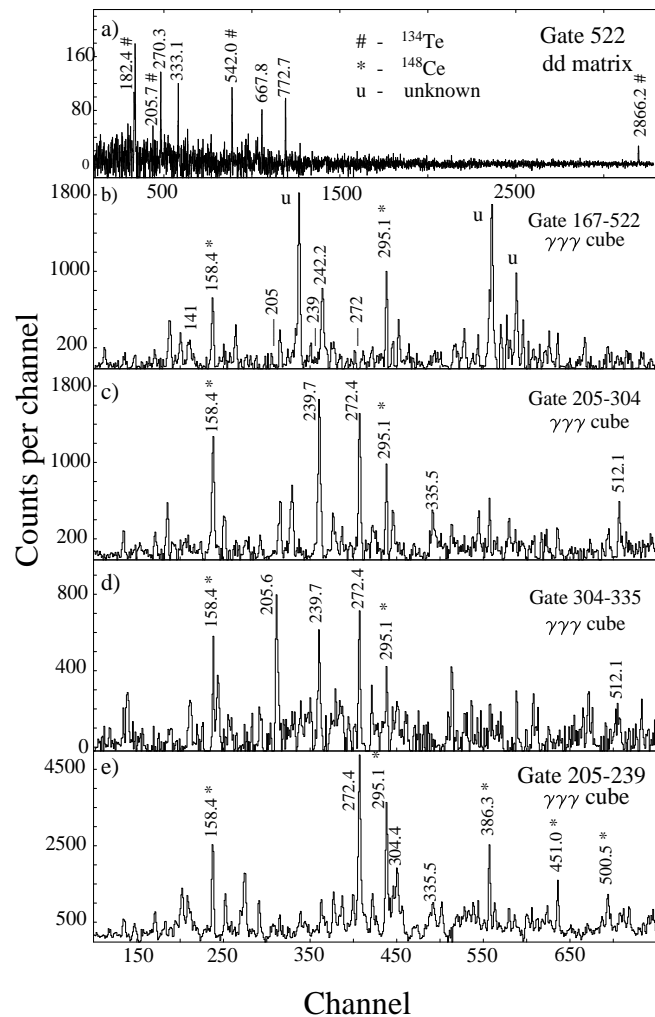 a)
182.4 #
205.7 #
270.3
333.1
542.0 #
667.8
772.7
2866.2 #
# - ¹³⁴Te
* - ¹⁴⁸Ce
u - unknown
Gate 522
dd matrix
160
80
0
500
1500
2500
b)
1800
1000
200
141
158.4 *
205
u
239
242.2
272
295.1 *
u
u
Gate 167-522
γγγ cube
c)
1800
1000
200
158.4 *
239.7
272.4
295.1 *
335.5
512.1
Gate 205-304
γγγ cube
d)
800
400
0
158.4 *
205.6
239.7
272.4
295.1 *
512.1
Gate 304-335
γγγ cube
e)
4500
2500
500
158.4 *
272.4
295.1 *
304.4
335.5
386.3 *
451.0 *
500.5 *
Gate 205-239
γγγ cube
150
250
350
450
550
650
Counts per channel
Channel